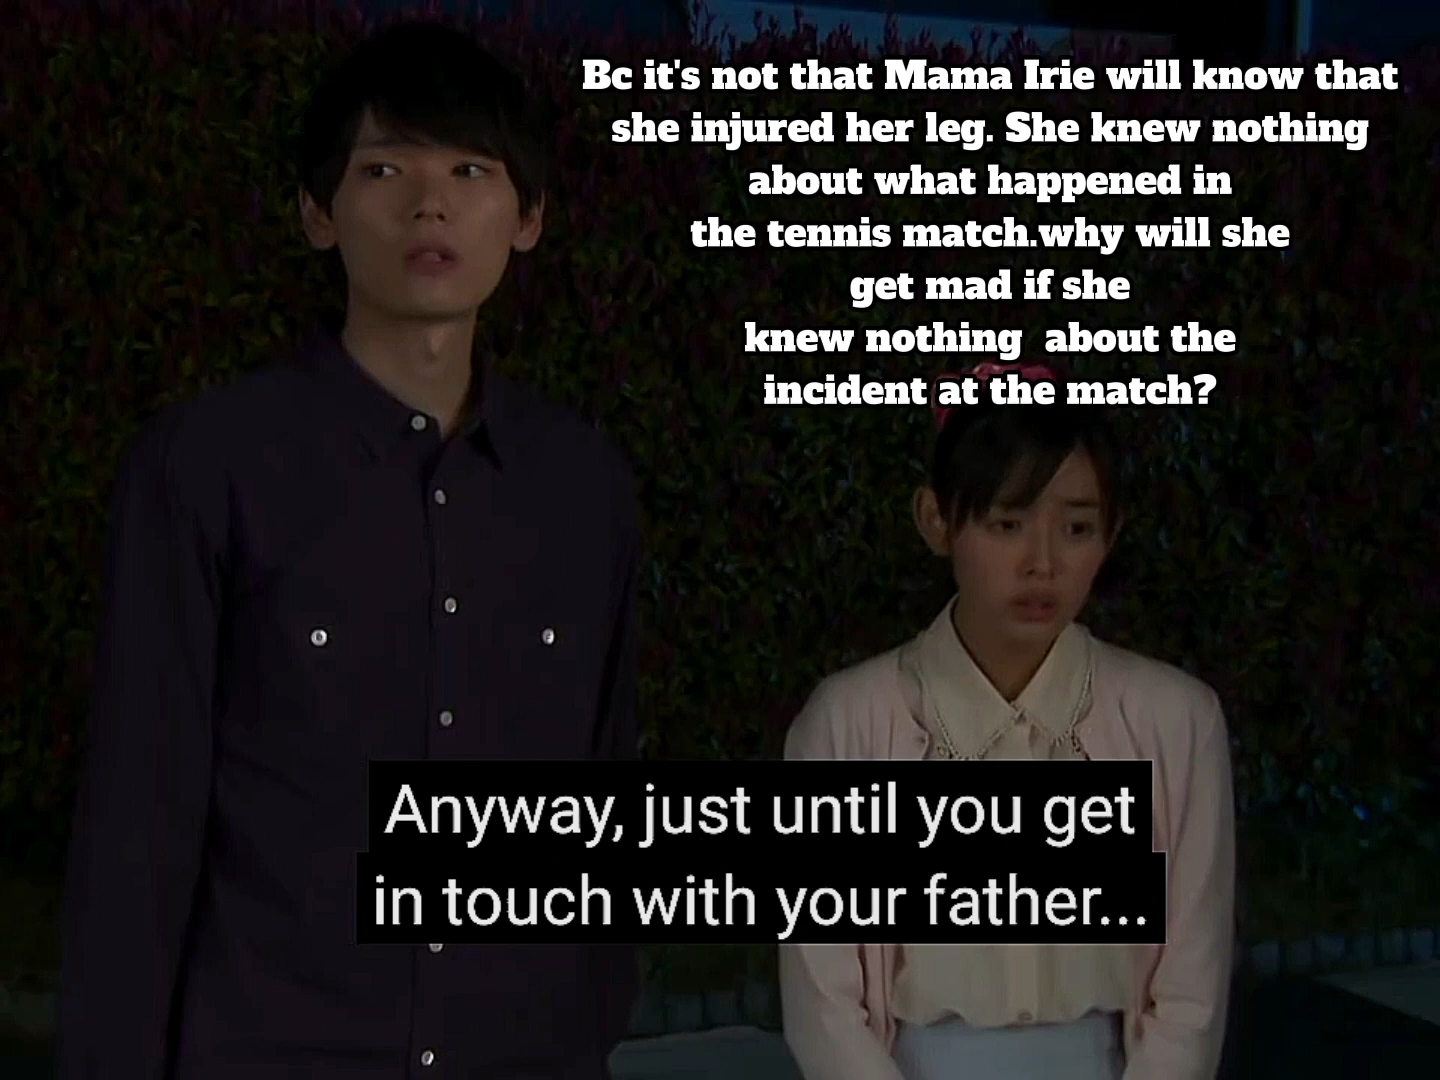 Bc it's not that Mama Irie will know that
she injured her leg. She knew nothing
about what happened in
the tennis match.why will she
get mad if she
knew nothing  about the
incident at the match?
Anyway, just until you get
in touch with your father...